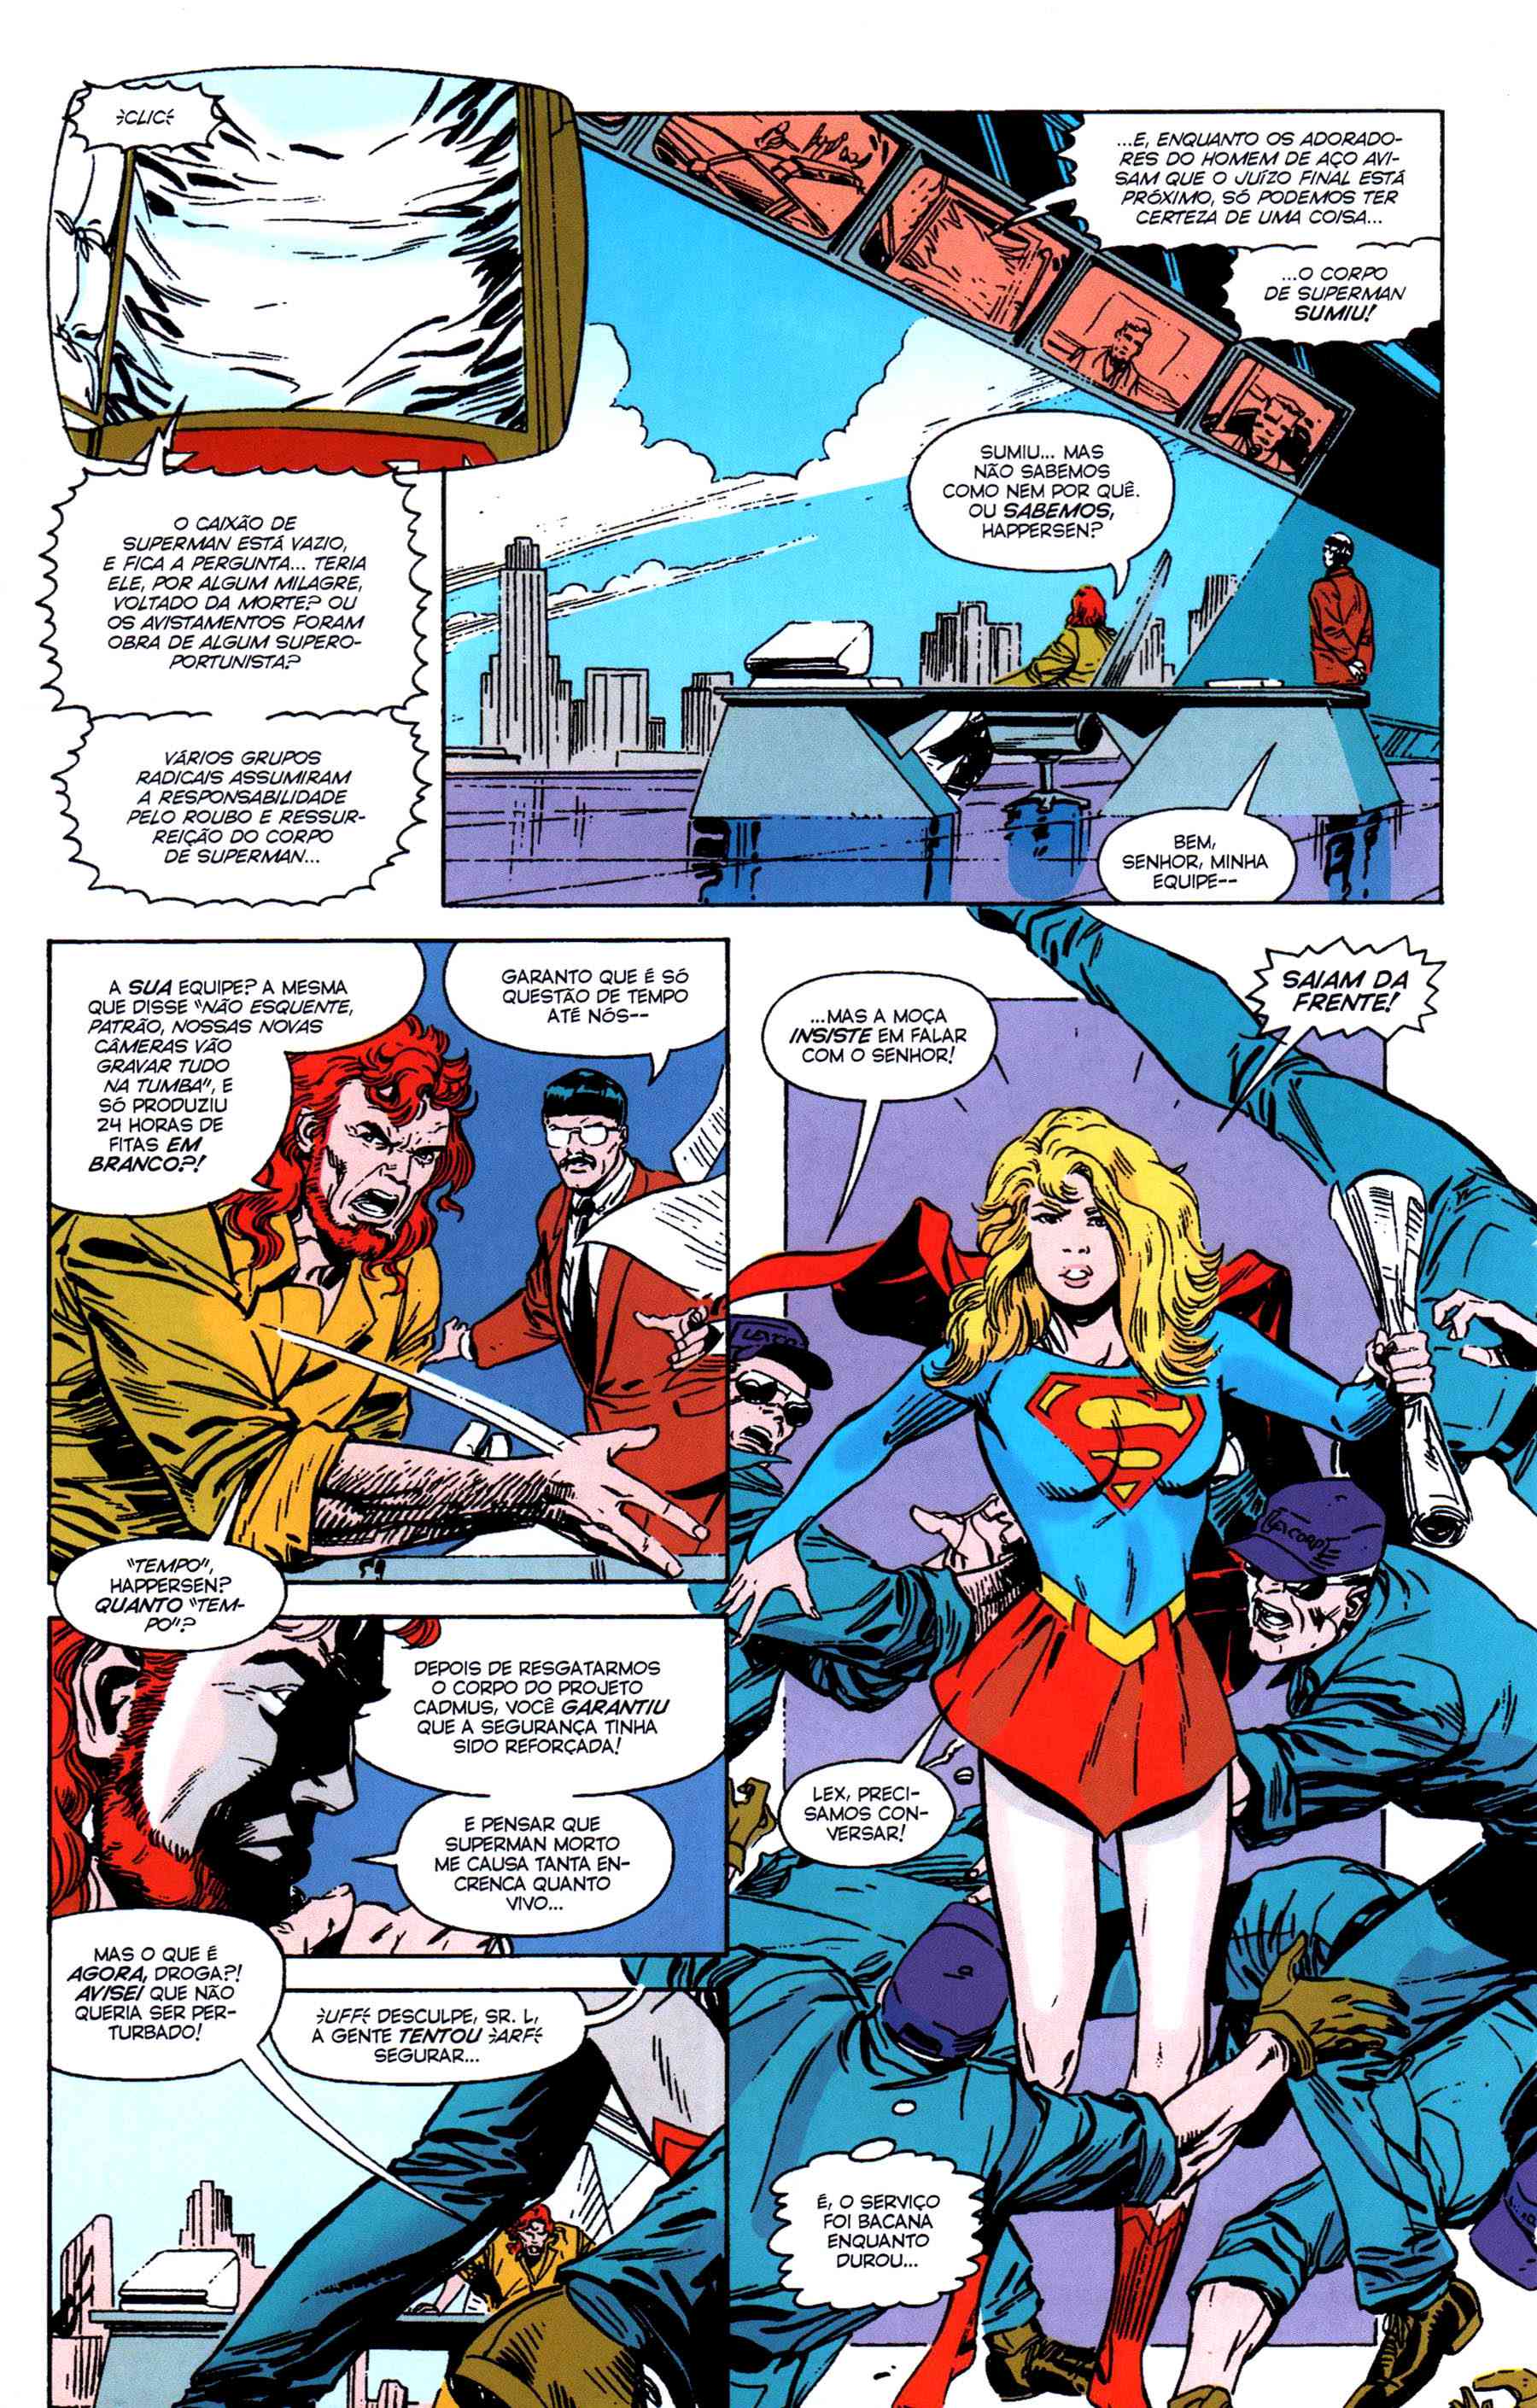 >CLIC<
O CAIXÃO DE
SUPERMAN ESTÁ VAZIO,
E FICA A PERGUNTA... TERIA
ELE, POR ALGUM MILAGRE,
VOLTADO DA MORTE? OU
OS AVISTAMENTOS FORAM
OBRA DE ALGUM SUPERO-
PORTUNISTA?
VÁRIOS GRUPOS
RADICAIS ASSUMIRAM
A RESPONSABILIDADE
PELO ROUBO E RESSUR-
REIÇÃO DO CORPO
DE SUPERMAN...
...E, ENQUANTO OS ADORADO-
RES DO HOMEM DE AÇO AVI-
SAM QUE O JUÍZO FINAL ESTÁ
PRÓXIMO, SÓ PODEMOS TER
CERTEZA DE UMA COISA...
...O CORPO
DE SUPERMAN
SUMIU!
SUMIU... MAS
NÃO SABEMOS
COMO NEM POR QUÊ.
OU SABEMOS,
HAPPERSEN?
BEM,
SENHOR, MINHA
EQUIPE--
A SUA EQUIPE? A MESMA
QUE DISSE "NÃO ESQUENTE,
PATRÃO, NOSSAS NOVAS
CÂMERAS VÃO
GRAVAR TUDO
NA TUMBA", E
SÓ PRODUZIU
24 HORAS DE
FITAS EM
BRANCO?!
GARANTO QUE É SÓ
QUESTÃO DE TEMPO
ATÉ NÓS--
"TEMPO",
HAPPERSEN?
QUANTO "TEM-
PO"?
DEPOIS DE RESGATARMOS
O CORPO DO PROJETO
CADMUS, VOCÊ GARANTIU
QUE A SEGURANÇA TINHA
SIDO REFORÇADA!
E PENSAR QUE
SUPERMAN MORTO
ME CAUSA TANTA EN-
CRENCA QUANTO
VIVO...
MAS O QUE É
AGORA, DROGA?!
AVISEI QUE NÃO
QUERIA SER PER-
TURBADO!
>UFF< DESCULPE, SR. L,
A GENTE TENTOU >ARF<
SEGURAR...
...MAS A MOÇA
INSISTE EM FALAR
COM O SENHOR!
SAIAM DA
FRENTE!
LEXCOR
LEXCORP
LEX, PRECI-
SAMOS CON-
VERSAR!
É, O SERVIÇO
FOI BACANA
ENQUANTO
DUROU...